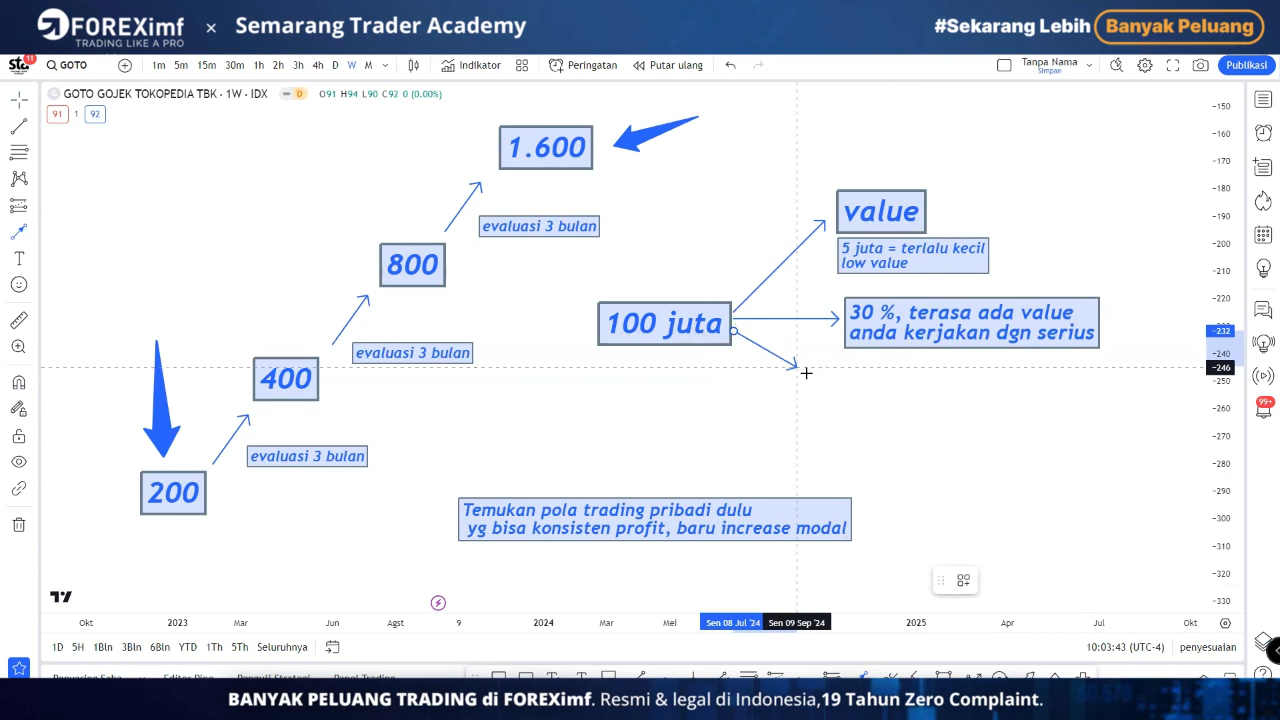 FOREXimf
TRADING LIKE A PRO
×
Semarang Trader Academy
#Sekarang Lebih
Banyak Peluang
sta
11
GOTO
1m 5m 15m 30m 1h 2h 3h 4h D W M
Indikator
Peringatan
Putar ulang
Tanpa Nama
Simpan
Publikasi
GOTO GOJEK TOKOPEDIA TBK · 1W · IDX
D
O91 H94 L90 C92 0 (0.00%)
91 1 92
1.600
evaluasi 3 bulan
800
evaluasi 3 bulan
400
evaluasi 3 bulan
200
value
5 juta = terlalu kecil
low value
100 juta
30 %, terasa ada value
anda kerjakan dgn serius
Temukan pola trading pribadi dulu
yg bisa konsisten profit, baru increase modal
−150
−160
−170
−180
−190
−200
−210
−220
−232
−240
−246
−250
−260
−270
−280
−290
−300
−310
−320
−330
99+
Okt 2023 Mar Jun Agst 9 2024 Mar Mei Sen 08 Jul '24 Sen 09 Sep '24 2025 Apr Jul Okt
1D 5H 1Bln 3Bln 6Bln YTD 1Th 5Th Seluruhnya
10:03:43 (UTC-4)
penyesuaian
BANYAK PELUANG TRADING di FOREXimf. Resmi & legal di Indonesia,19 Tahun Zero Complaint.